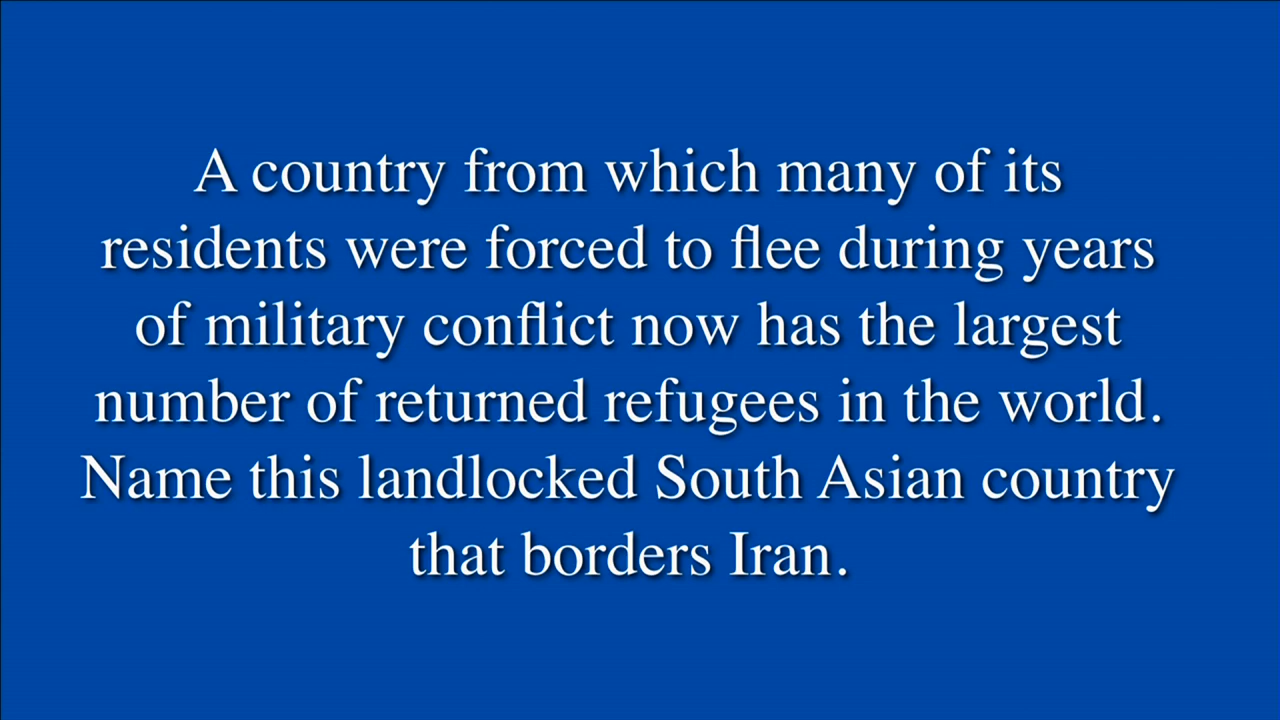 A country from which many of its
residents were forced to flee during years
of military conflict now has the largest
number of returned refugees in the world.
Name this landlocked South Asian country
that borders Iran.